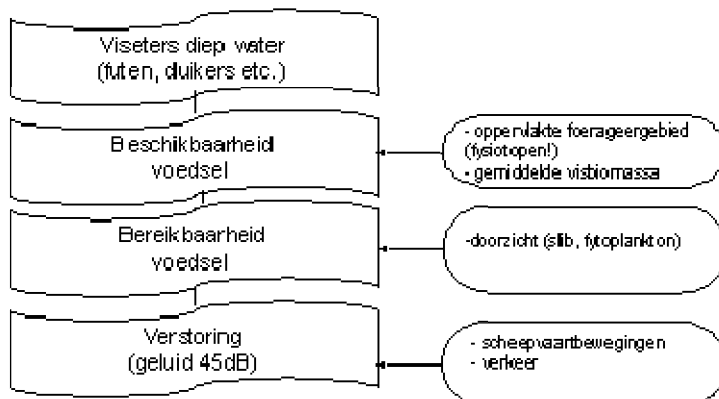 Viseters diep water
(futen, duikers etc.)
Beschikbaarheid
voedsel
- oppervlakte foerageergebied
(fysiotopen!)
- gemiddelde visbiomassa
Bereikbaarheid
voedsel
-doorzicht (slib, fytoplankton)
Verstoring
(geluid 45dB)
- scheepvaartbewegingen
- verkeer